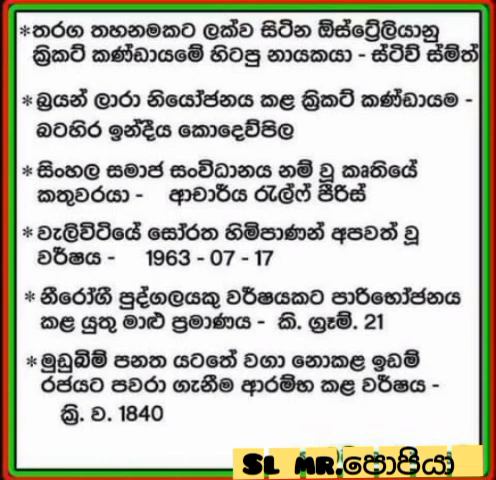 *තරග තහනමකට ලක්ව සිටින ඕස්ට්‍රේලියානු
ක්‍රිකට් කණ්ඩායමේ හිටපු නායකයා - ස්ටිව් ස්මිත්
*බ්‍රයන් ලාරා නියෝජනය කළ ක්‍රිකට් කණ්ඩායම -
බටහිර ඉන්දීය කොදෙව්පිල
*සිංහල සමාජ සංවිධානය නම් වූ කෘතියේ
කතුවරයා - ආචාර්ය රැල්ෆ් පීරිස්
*වැලිවිටියේ සෝරත හිමිපාණන් අපවත් වූ
වර්ෂය - 1963 - 07 - 17
*නීරෝගී පුද්ගලයකු වර්ෂයකට පාරිභෝජනය
කළ යුතු මාළු ප්‍රමාණය - කි. ග්‍රෑම්. 21
*මුඩුබිම් පනත යටතේ වගා නොකළ ඉඩම්
රජයට පවරා ගැනීම ආරම්භ කළ වර්ෂය -
ක්‍රි. ව. 1840
SL MR.පොපියා